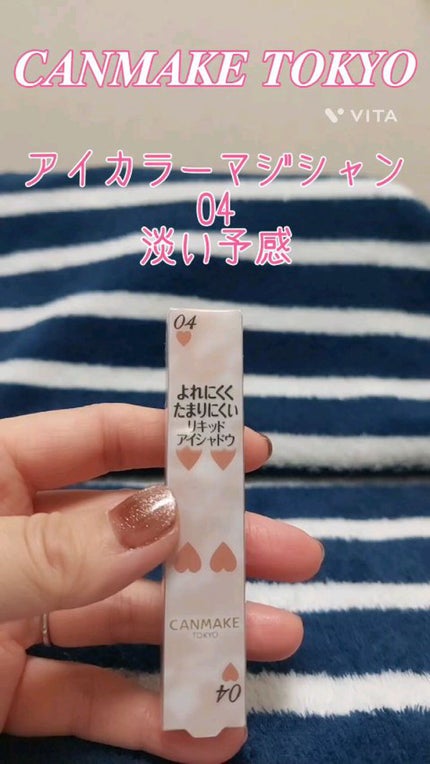 CANMAKE TOKYO
VITA
アイカラーマジシャン
04
淡い予感
04
よれにくく
たまりにくい
リキッド
アイシャドウ
CANMAKE
TOKYO
04